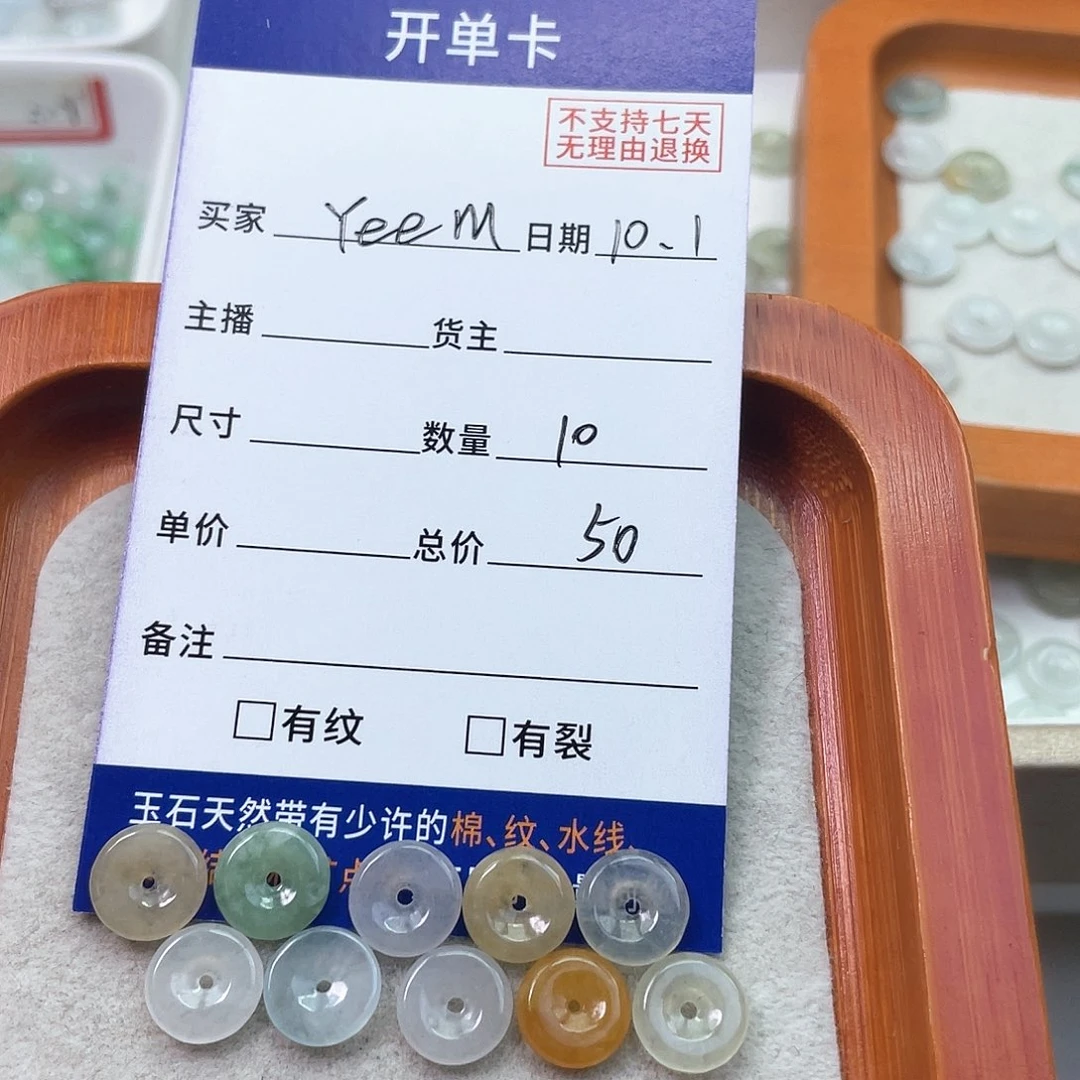 开单卡
不支持七天
无理由退换
买家 Yee M 日期 10.1
主播 货主
尺寸 数量 10
单价 总价 50
备注
有纹 有裂
玉石天然带有少许的棉、纹、水线、
点